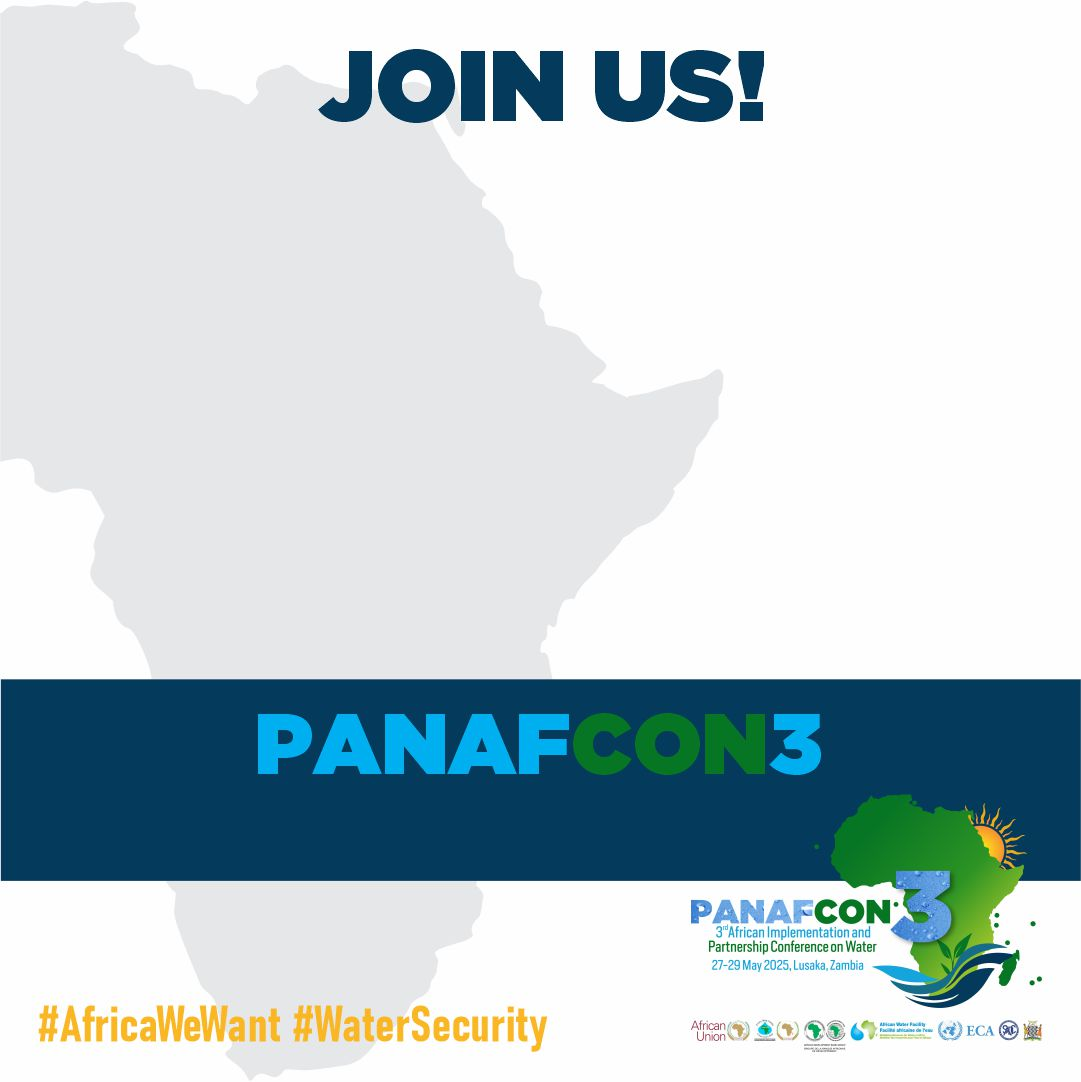 JOIN US!
PANAFCON3
PANAFCON 3
3rd African Implementation and
Partnership Conference on Water
27-29 May 2025, Lusaka, Zambia
#AfricaWeWant #WaterSecurity
African
Union
African Water Facility
Facilité africaine de l'eau
ECA